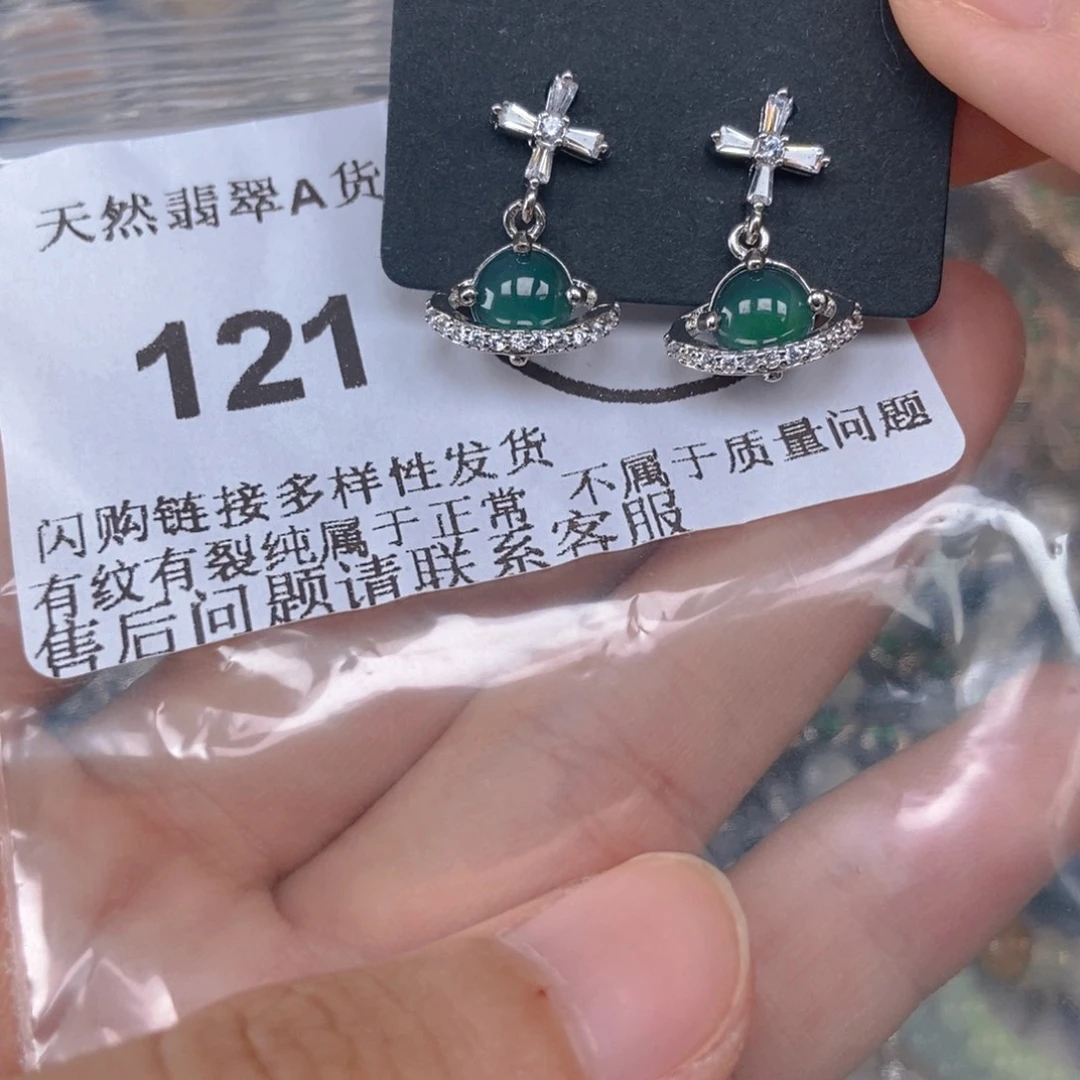 天然翡翠A货
121
闪购链接多样性发货
有纹有裂纯属于正常 不属于质量问题
售后问题请联系客服